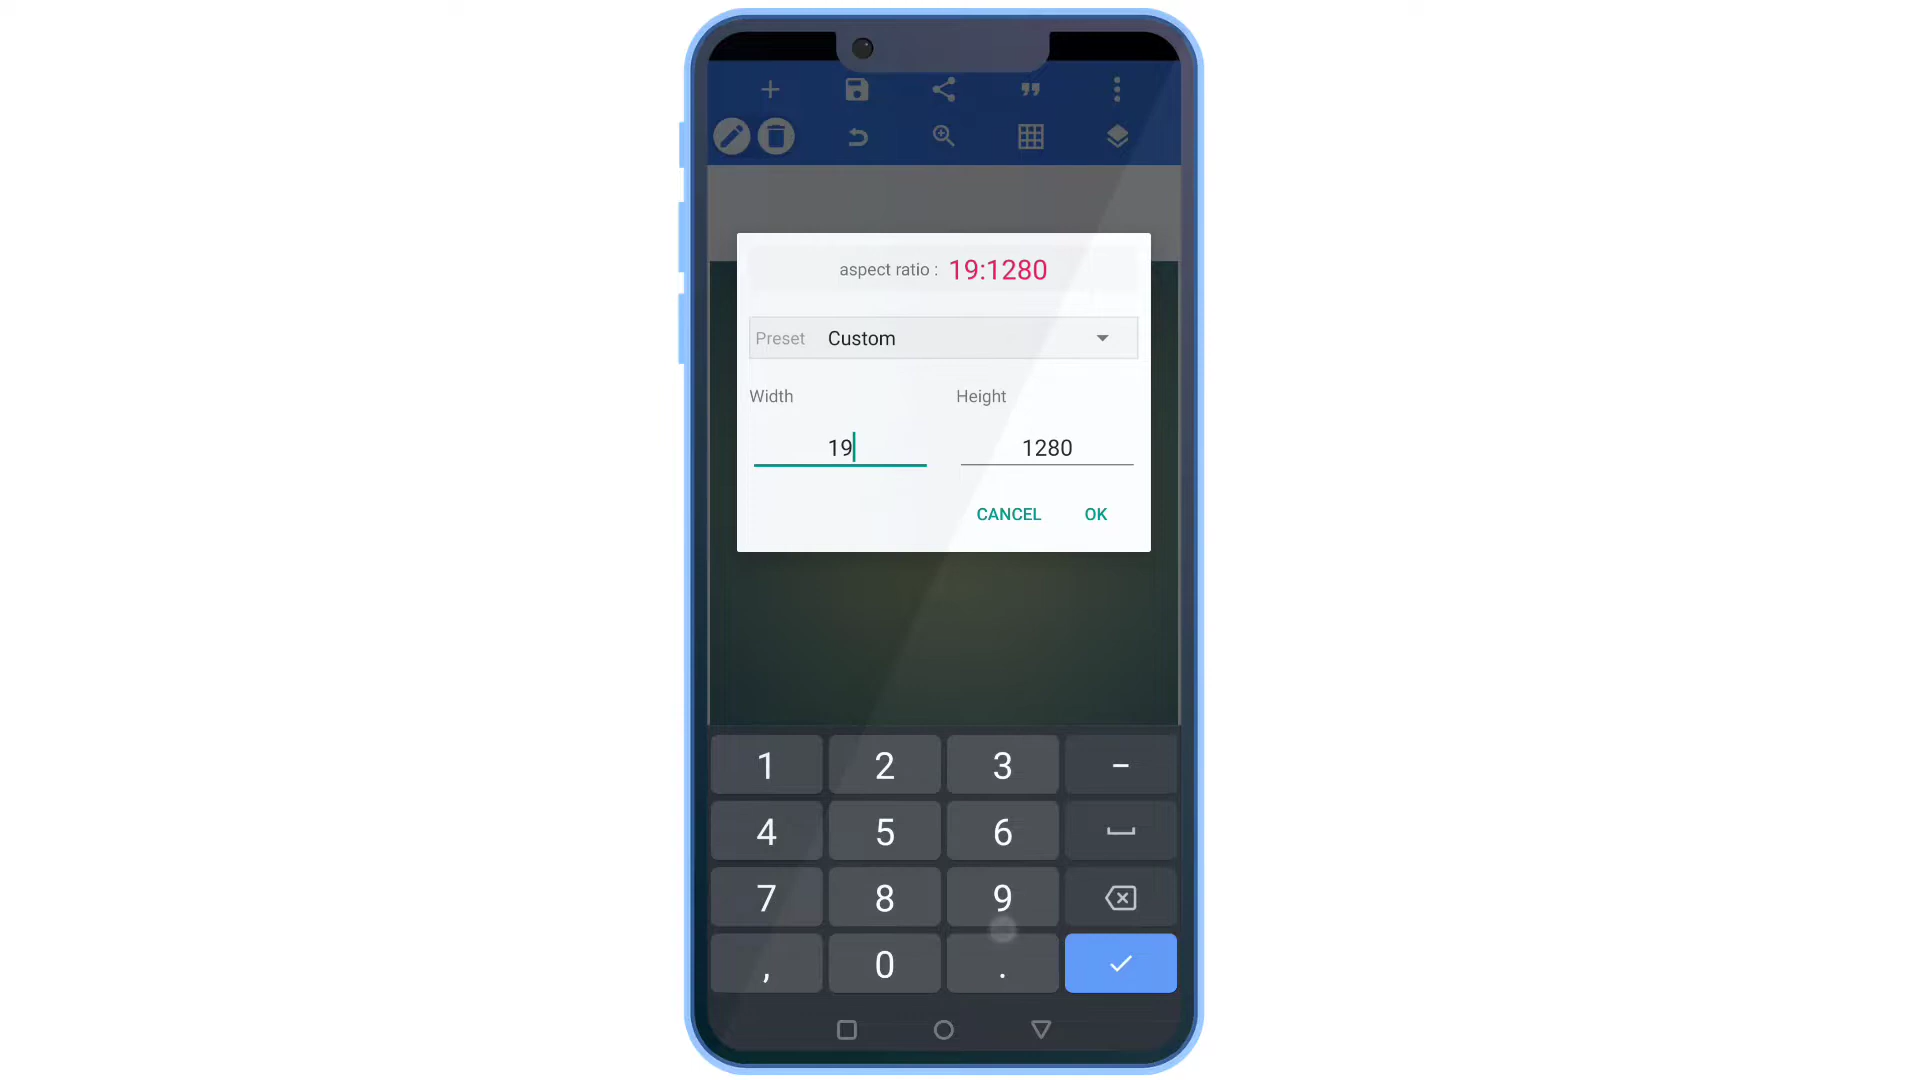 aspect ratio : 19:1280
Preset Custom
Width Height
19 1280
CANCEL OK
1 2 3 –
4 5 6
7 8 9
, 0 .